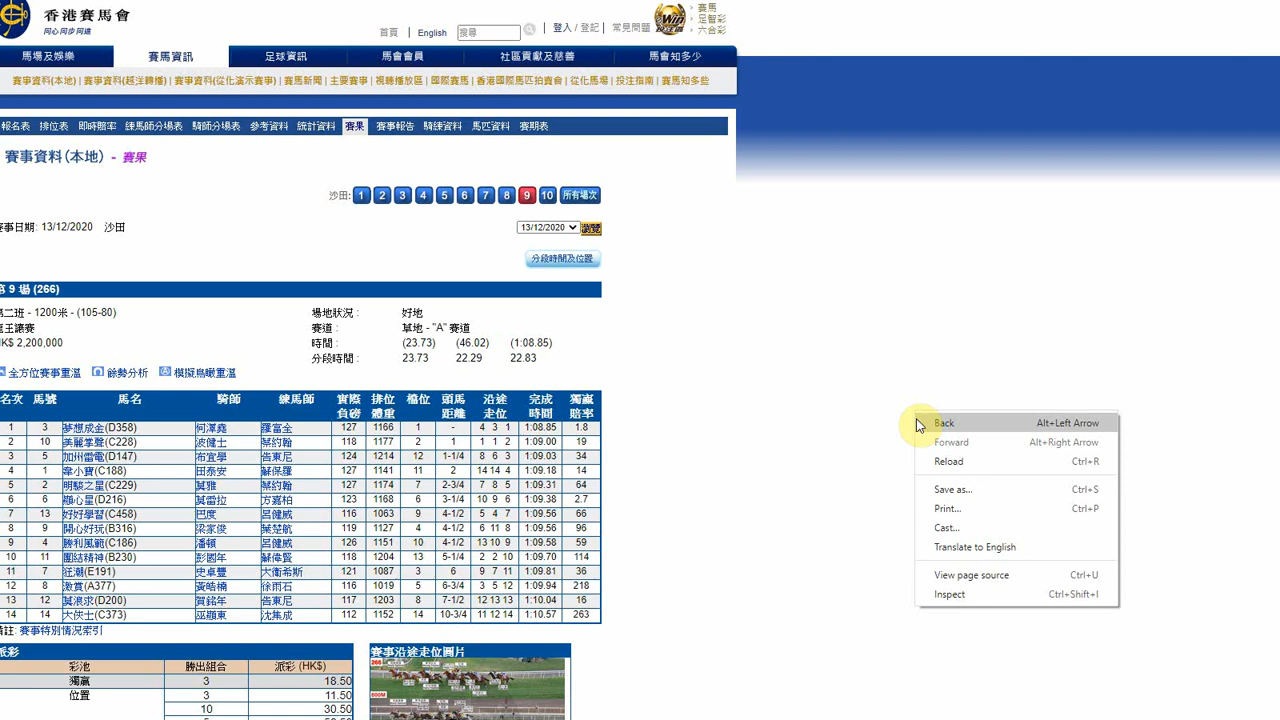 香港賽馬會
同心同步同進
首頁 | English 搜尋 登入 / 登記 | 常見問題
賽馬
足智彩
六合彩
馬場及娛樂 賽馬資訊 足球資訊 馬會會員 社區貢獻及慈善 馬會知多少
賽事資料(本地) | 賽事資料(越洋轉播) | 賽事資料(從化演示賽事) | 賽馬新聞 | 主要賽事 | 視聽播放區 | 國際賽馬 | 香港國際馬匹拍賣會 | 從化馬場 | 投注指南 | 賽馬知多些
報名表 排位表 即時賠率 練馬師分場表 騎師分場表 參考資料 統計資料 賽果 賽事報告 騎練資料 馬匹資料 賽期表
賽事資料(本地) - 賽果
沙田: 1 2 3 4 5 6 7 8 9 10 所有場次
賽事日期: 13/12/2020 沙田 13/12/2020 瀏覽
分段時間及位置
第 9 場 (266)
第二班 - 1200米 - (105-80) 場地狀況 : 好地
龍王讓賽 賽道 : 草地 - "A" 賽道
HK$ 2,200,000 時間 : (23.73) (46.02) (1:08.85)
分段時間 : 23.73 22.29 22.83
全方位賽事重溫 餘勢分析 模擬鳥瞰重溫
名次 馬號 馬名 騎師 練馬師 實際負磅 排位體重 檔位 頭馬距離 沿途走位 完成時間 獨贏賠率
1 3 夢想成金(D358) 何澤堯 羅富全 127 1166 1 - 4 3 1 1:08.85 1.8
2 10 美麗掌聲(C228) 波健士 蔡約翰 118 1177 2 1 1 1 2 1:09.00 19
3 5 加州雷電(D147) 布宜學 告東尼 124 1214 12 1-1/4 8 6 3 1:09.03 34
4 1 韋小寶(C188) 田泰安 蘇保羅 127 1141 11 2 14 14 4 1:09.18 14
5 2 明駿之星(C229) 莫雅 蔡約翰 127 1174 7 2-3/4 7 8 5 1:09.31 64
6 6 顯心星(D216) 莫雷拉 方嘉柏 123 1168 6 3-1/4 10 9 6 1:09.38 2.7
7 13 好好學習(C458) 巴度 呂健威 116 1063 9 4-1/2 5 4 7 1:09.56 66
8 9 開心好玩(B316) 梁家俊 葉楚航 119 1127 4 4-1/2 6 11 8 1:09.56 96
9 4 勝利風範(C186) 潘頓 呂健威 126 1151 10 4-1/2 13 10 9 1:09.58 59
10 11 團結精神(B230) 彭國年 蘇偉賢 118 1204 13 5-1/4 2 2 10 1:09.70 114
11 7 狂潮(E191) 史卓豐 大衛希斯 121 1087 3 6 9 7 11 1:09.81 36
12 8 激賞(A377) 黃皓楠 徐雨石 116 1019 5 6-3/4 3 5 12 1:09.94 218
13 12 莫浪求(D200) 賀銘年 告東尼 117 1203 8 7-1/2 12 13 13 1:10.04 16
14 14 大俠士(C373) 巫顯東 沈集成 112 1152 14 10-3/4 11 12 14 1:10.57 263
備註: 賽事特別情況索引
派彩
彩池 勝出組合 派彩 (HK$)
獨贏 3 18.50
位置 3 11.50
10 30.50
賽事沿途走位圖片
266
800M
Back Alt+Left Arrow
Forward Alt+Right Arrow
Reload Ctrl+R
Save as... Ctrl+S
Print... Ctrl+P
Cast...
Translate to English
View page source Ctrl+U
Inspect Ctrl+Shift+I